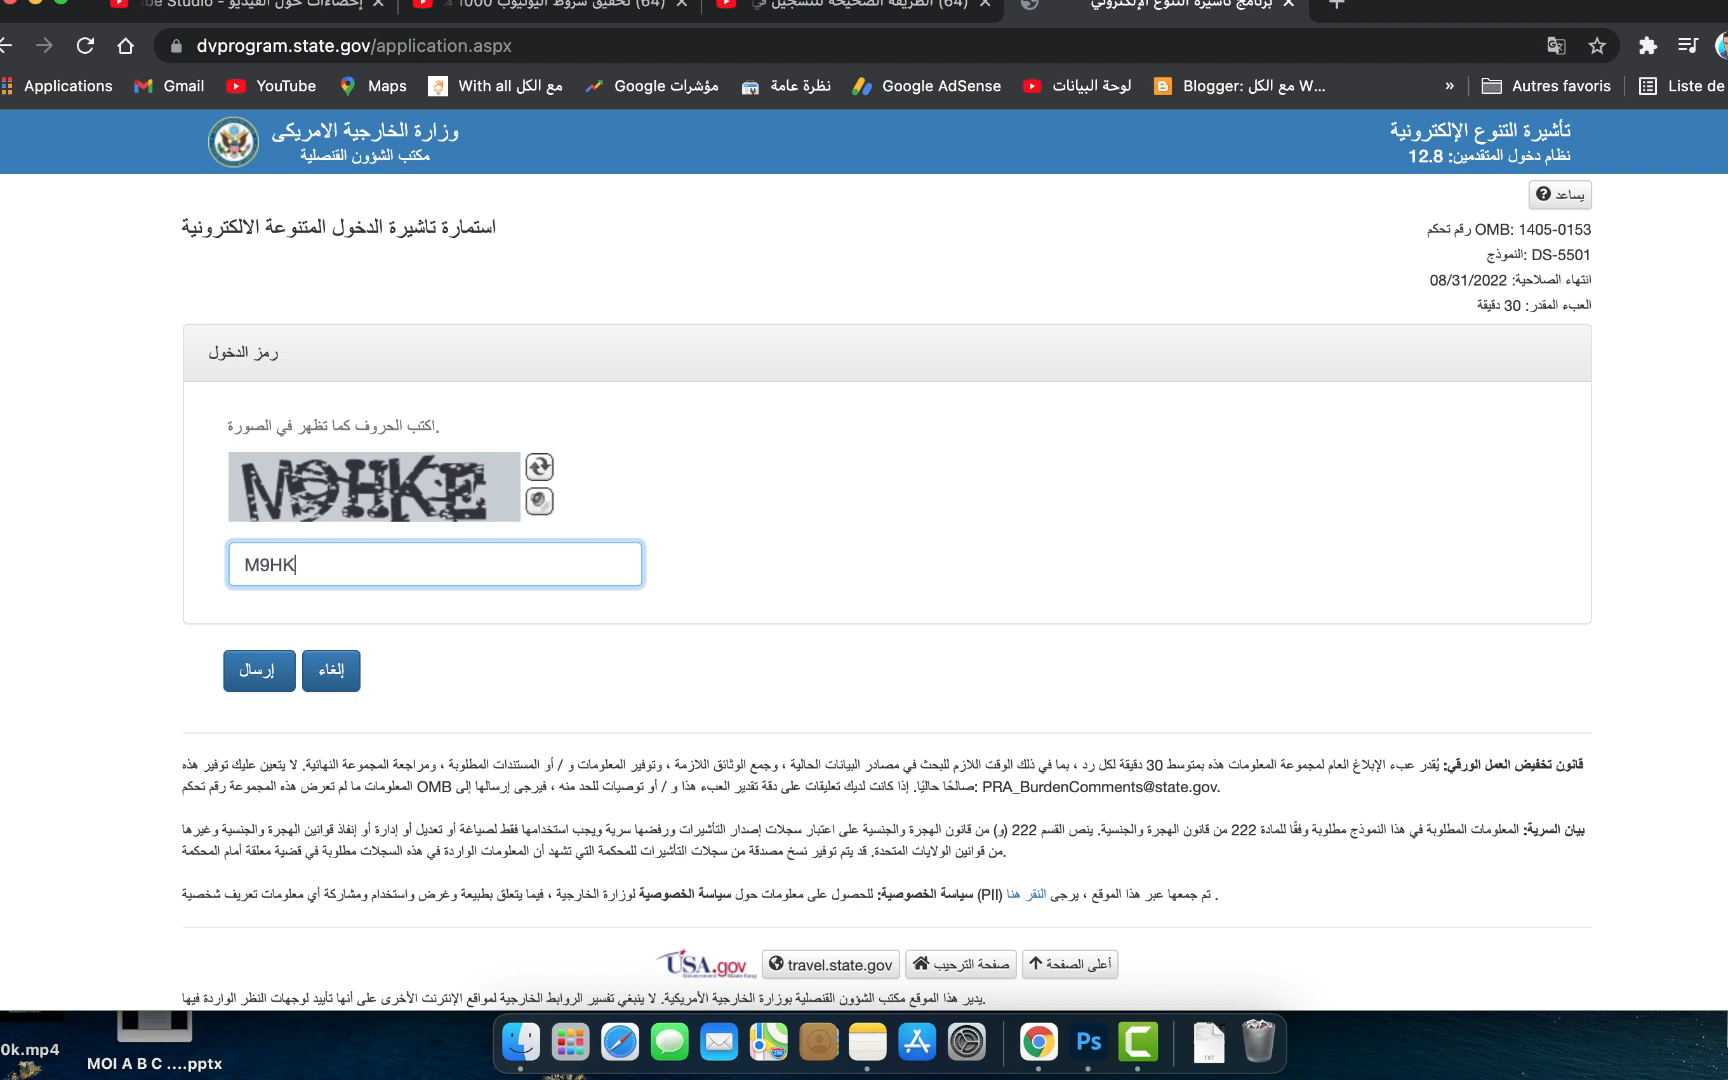 (64) تحقيق شروط اليوتيوب 1000
(64) الطريقة الصحيحة للتسجيل في
برنامج تأشيرة التنوع الإلكتروني
dvprogram.state.gov/application.aspx
Applications Gmail YouTube Maps With all مع الكل مؤشرات Google نظرة عامة Google AdSense لوحة البيانات Blogger: مع الكل W... » Autres favoris Liste de
وزارة الخارجية الامريكى
مكتب الشؤون القنصلية
تأشيرة التنوع الإلكترونية
نظام دخول المتقدمين: 12.8
يساعد
استمارة تاشيرة الدخول المتنوعة الالكترونية
رقم تحكم OMB: 1405-0153
النموذج: DS-5501
انتهاء الصلاحية: 08/31/2022
العبء المقدر: 30 دقيقة
رمز الدخول
اكتب الحروف كما تظهر في الصورة.
M9HKE
M9HK
إرسال إلغاء
قانون تخفيض العمل الورقي: يُقدر عبء الإبلاغ العام لمجموعة المعلومات هذه بمتوسط 30 دقيقة لكل رد ، بما في ذلك الوقت اللازم للبحث في مصادر البيانات الحالية ، وجمع الوثائق اللازمة ، وتوفير المعلومات و / أو المستندات المطلوبة ، ومراجعة المجموعة النهائية. لا يتعين عليك توفير هذه
المعلومات ما لم تعرض هذه المجموعة رقم تحكم OMB صالحًا حاليًا. إذا كانت لديك تعليقات على دقة تقدير العبء هذا و / أو توصيات للحد منه ، فيرجى إرسالها إلى: PRA_BurdenComments@state.gov.
بيان السرية: المعلومات المطلوبة في هذا النموذج مطلوبة وفقًا للمادة 222 من قانون الهجرة والجنسية. ينص القسم 222 (و) من قانون الهجرة والجنسية على اعتبار سجلات إصدار التأشيرات ورفضها سرية ويجب استخدامها فقط لصياغة أو تعديل أو إدارة أو إنفاذ قوانين الهجرة والجنسية وغيرها
من قوانين الولايات المتحدة. قد يتم توفير نسخ مصدقة من سجلات التأشيرات للمحكمة التي تشهد أن المعلومات الواردة في هذه السجلات مطلوبة في قضية معلقة أمام المحكمة.
سياسة الخصوصية: للحصول على معلومات حول سياسة الخصوصية لوزارة الخارجية ، فيما يتعلق بطبيعة وغرض واستخدام ومشاركة أي معلومات تعريف شخصية (PII) تم جمعها عبر هذا الموقع ، يرجى النقر هنا .
USA.gov travel.state.gov صفحة الترحيب أعلى الصفحة
يدير هذا الموقع مكتب الشؤون القنصلية بوزارة الخارجية الأمريكية. لا ينبغي تفسير الروابط الخارجية لمواقع الإنترنت الأخرى على أنها تأييد لوجهات النظر الواردة فيها.
0k.mp4
MOI A B C ....pptx
Ps
TXT